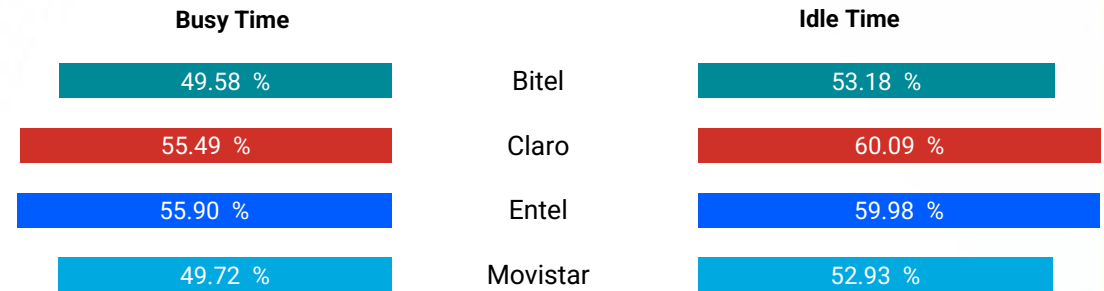 Busy Time Idle Time
49.58 % Bitel 53.18 %
55.49 % Claro 60.09 %
55.90 % Entel 59.98 %
49.72 % Movistar 52.93 %